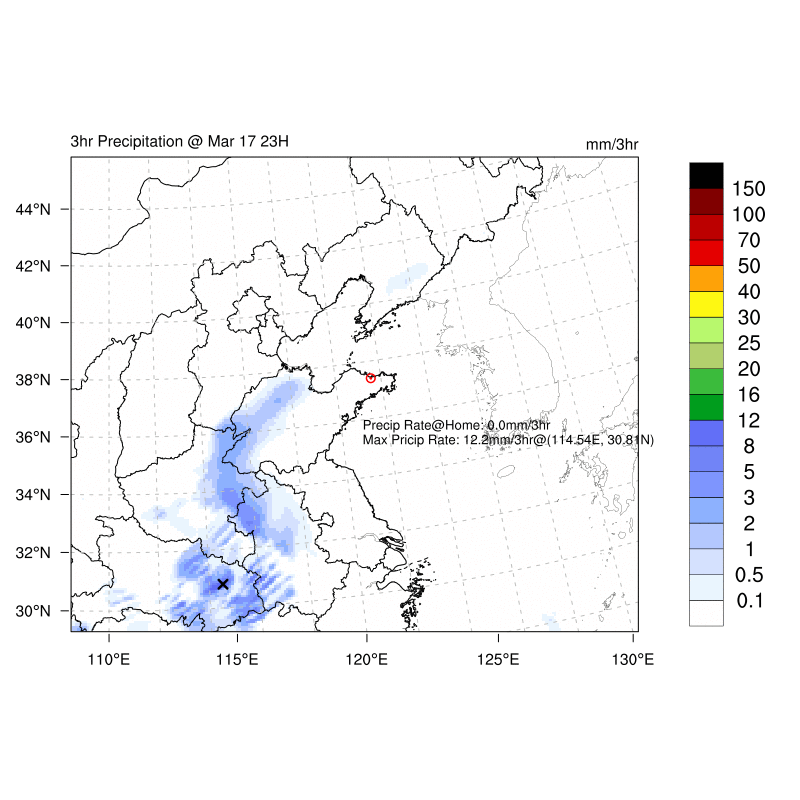 3hr Precipitation @ Mar 17 23H
mm/3hr
44°N
42°N
40°N
38°N
36°N
34°N
32°N
30°N
Precip Rate@Home: 0.0mm/3hr
Max Pricip Rate: 12.2mm/3hr@(114.54E, 30.81N)
110°E
115°E
120°E
125°E
130°E
150
100
70
50
40
30
25
20
16
12
8
5
3
2
1
0.5
0.1